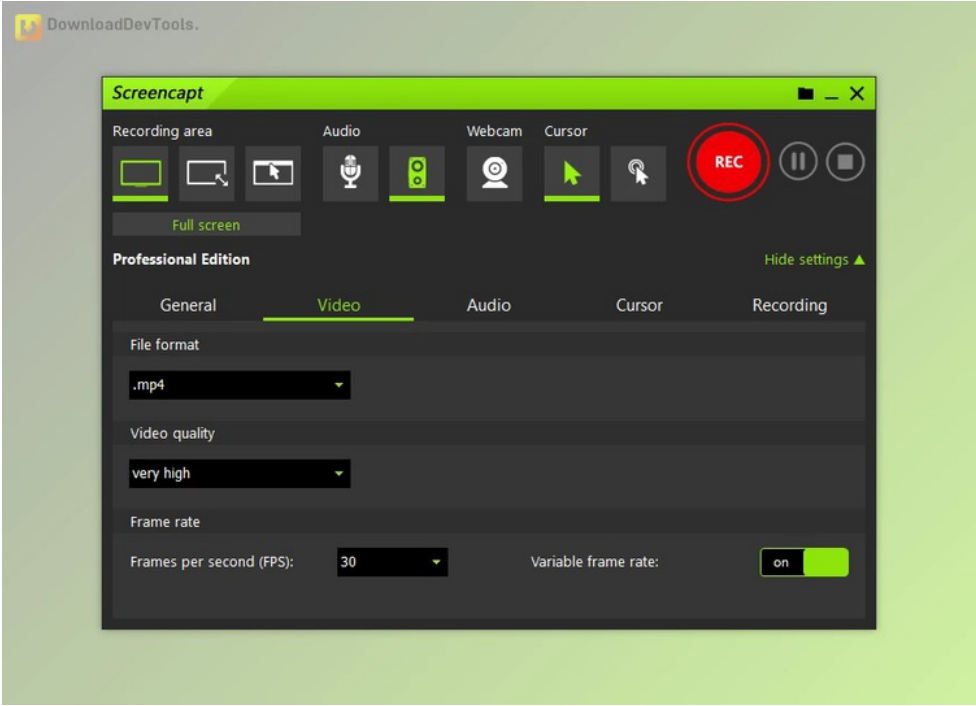 DownloadDevTools.
Screencapt
Recording area Audio Webcam Cursor
REC
Full screen
Professional Edition Hide settings
General Video Audio Cursor Recording
File format
.mp4
Video quality
very high
Frame rate
Frames per second (FPS): 30 Variable frame rate: on